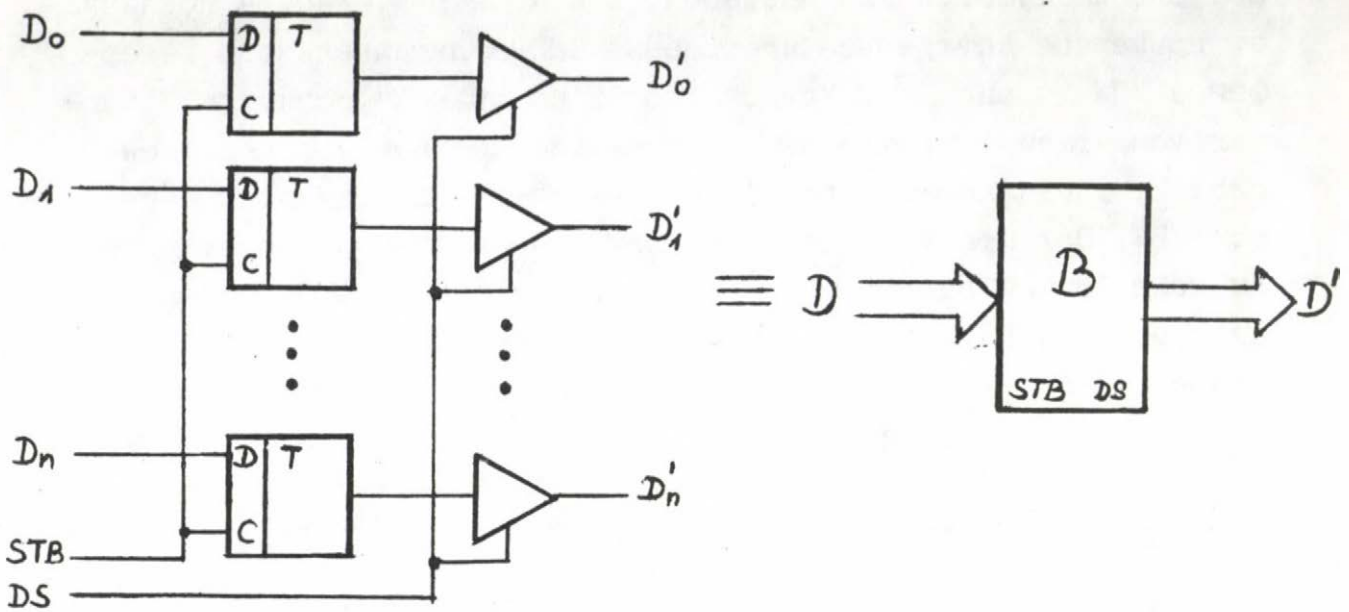 D₀ D T D'₀
C
D₁ D T D'₁
C
≡ D B D'
STB DS
Dn D T D'n
C
STB
DS